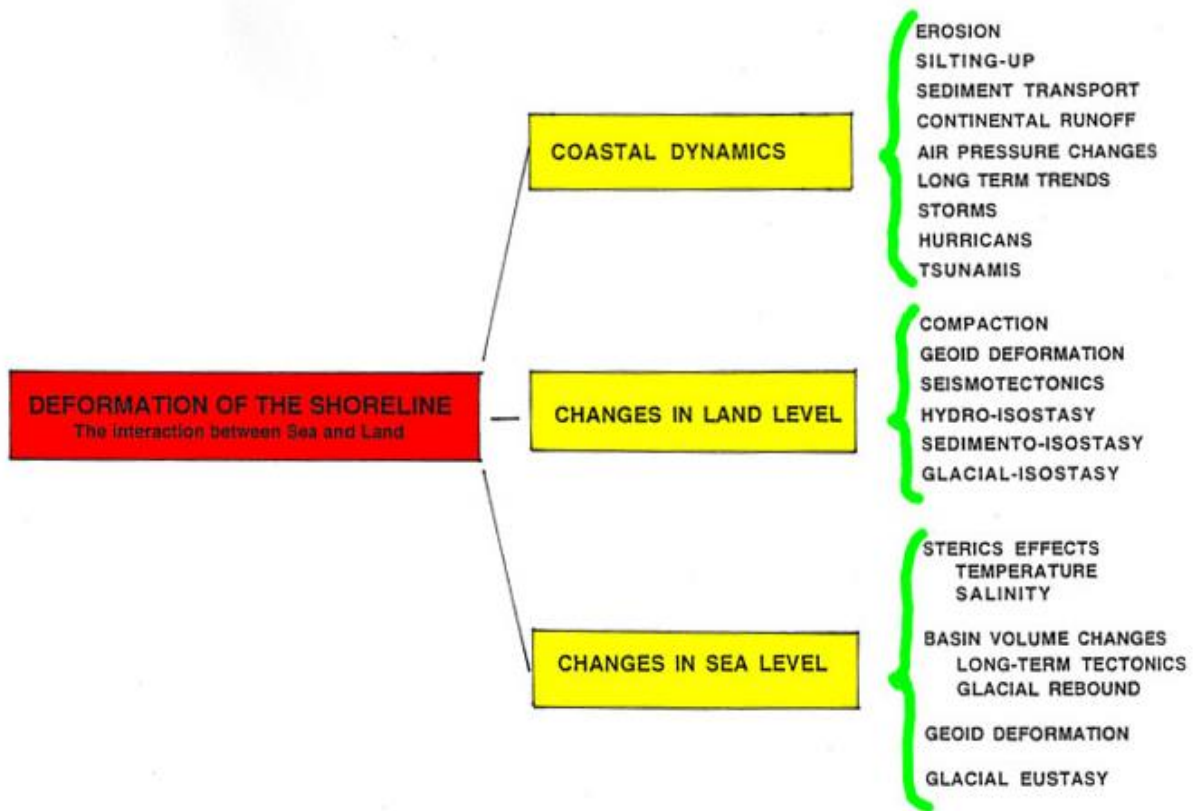 DEFORMATION OF THE SHORELINE
The interaction between Sea and Land
COASTAL DYNAMICS
EROSION
SILTING-UP
SEDIMENT TRANSPORT
CONTINENTAL RUNOFF
AIR PRESSURE CHANGES
LONG TERM TRENDS
STORMS
HURRICANS
TSUNAMIS
CHANGES IN LAND LEVEL
COMPACTION
GEOID DEFORMATION
SEISMOTECTONICS
HYDRO-ISOSTASY
SEDIMENTO-ISOSTASY
GLACIAL-ISOSTASY
CHANGES IN SEA LEVEL
STERICS EFFECTS
TEMPERATURE
SALINITY
BASIN VOLUME CHANGES
LONG-TERM TECTONICS
GLACIAL REBOUND
GEOID DEFORMATION
GLACIAL EUSTASY